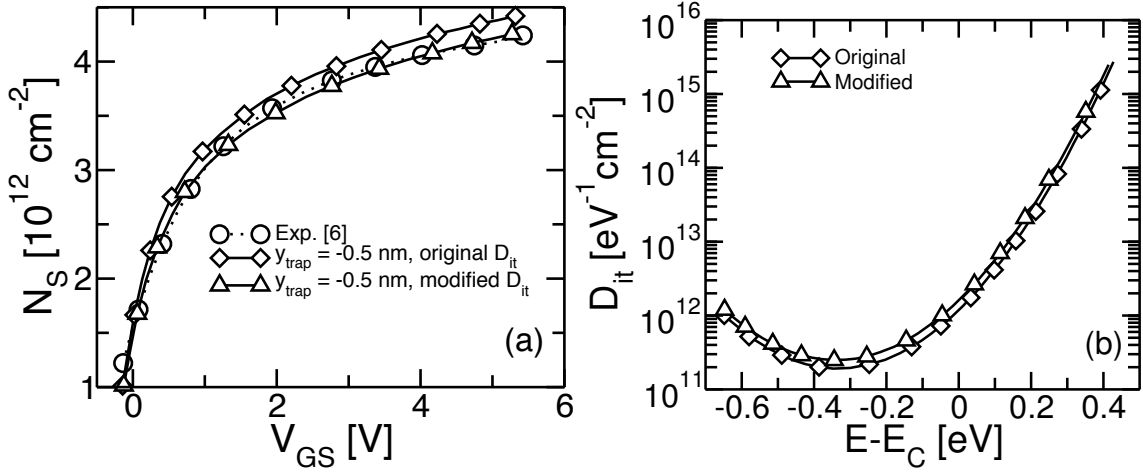 4
3
2
1
N_S [10^12 cm^-2]
Exp. [6]
y_trap = -0.5 nm, original D_it
y_trap = -0.5 nm, modified D_it
(a)
0 2 4 6
V_GS [V]
10^16
10^15
10^14
10^13
10^12
10^11
D_it [eV^-1 cm^-2]
Original
Modified
(b)
-0.6 -0.4 -0.2 0 0.2 0.4
E-E_C [eV]